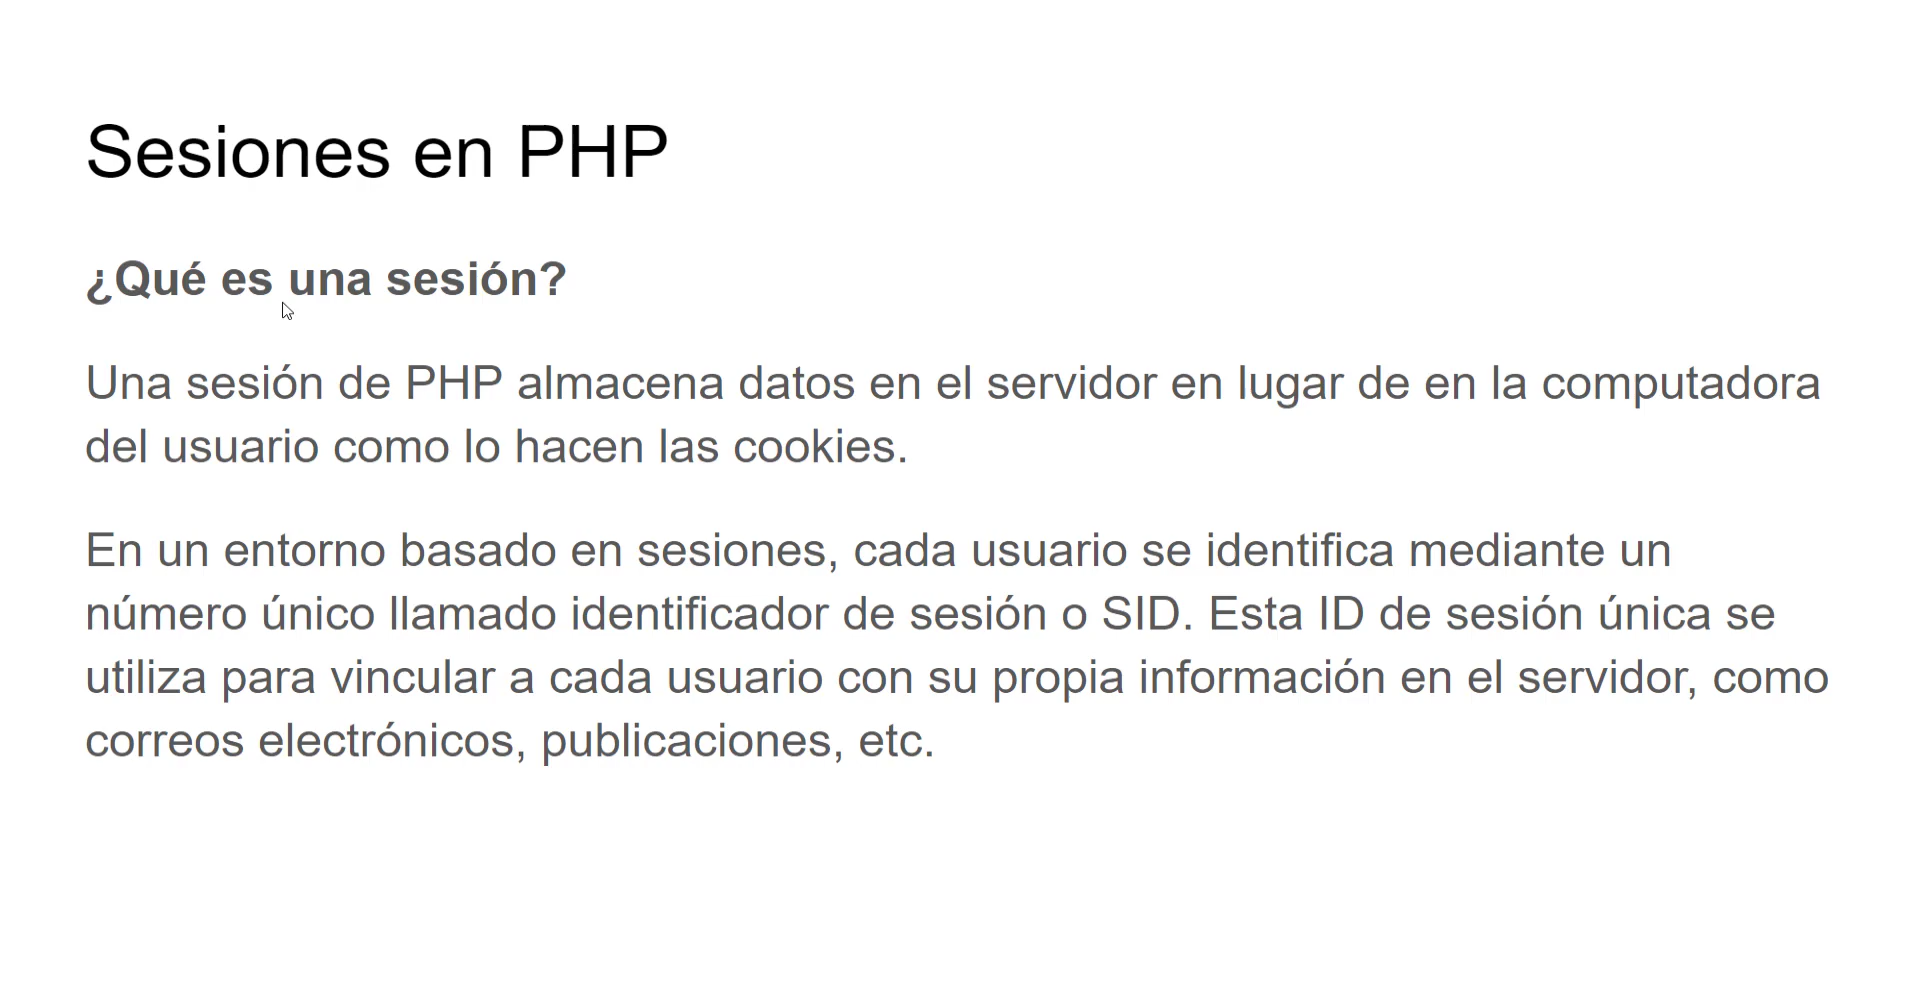 Sesiones en PHP
¿Qué es una sesión?
Una sesión de PHP almacena datos en el servidor en lugar de en la computadora
del usuario como lo hacen las cookies.
En un entorno basado en sesiones, cada usuario se identifica mediante un
número único llamado identificador de sesión o SID. Esta ID de sesión única se
utiliza para vincular a cada usuario con su propia información en el servidor, como
correos electrónicos, publicaciones, etc.